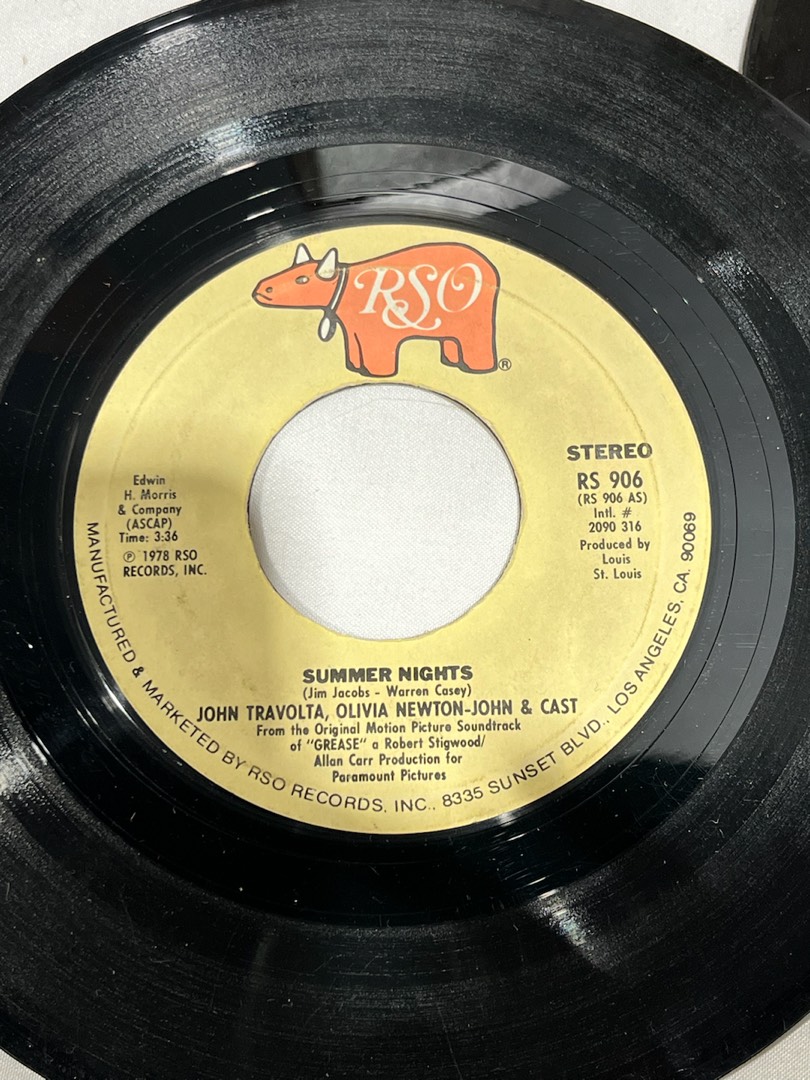 RSO
®
STEREO
RS 906
(RS 906 AS)
Intl. #
2090 316
Produced by
Louis
St. Louis
Edwin
H. Morris
& Company
(ASCAP)
Time: 3:36
℗ 1978 RSO
RECORDS, INC.
SUMMER NIGHTS
(Jim Jacobs - Warren Casey)
JOHN TRAVOLTA, OLIVIA NEWTON-JOHN & CAST
From the Original Motion Picture Soundtrack
of "GREASE" a Robert Stigwood/
Allan Carr Production for
Paramount Pictures
MANUFACTURED & MARKETED BY RSO RECORDS, INC., 8335 SUNSET BLVD., LOS ANGELES, CA. 90069